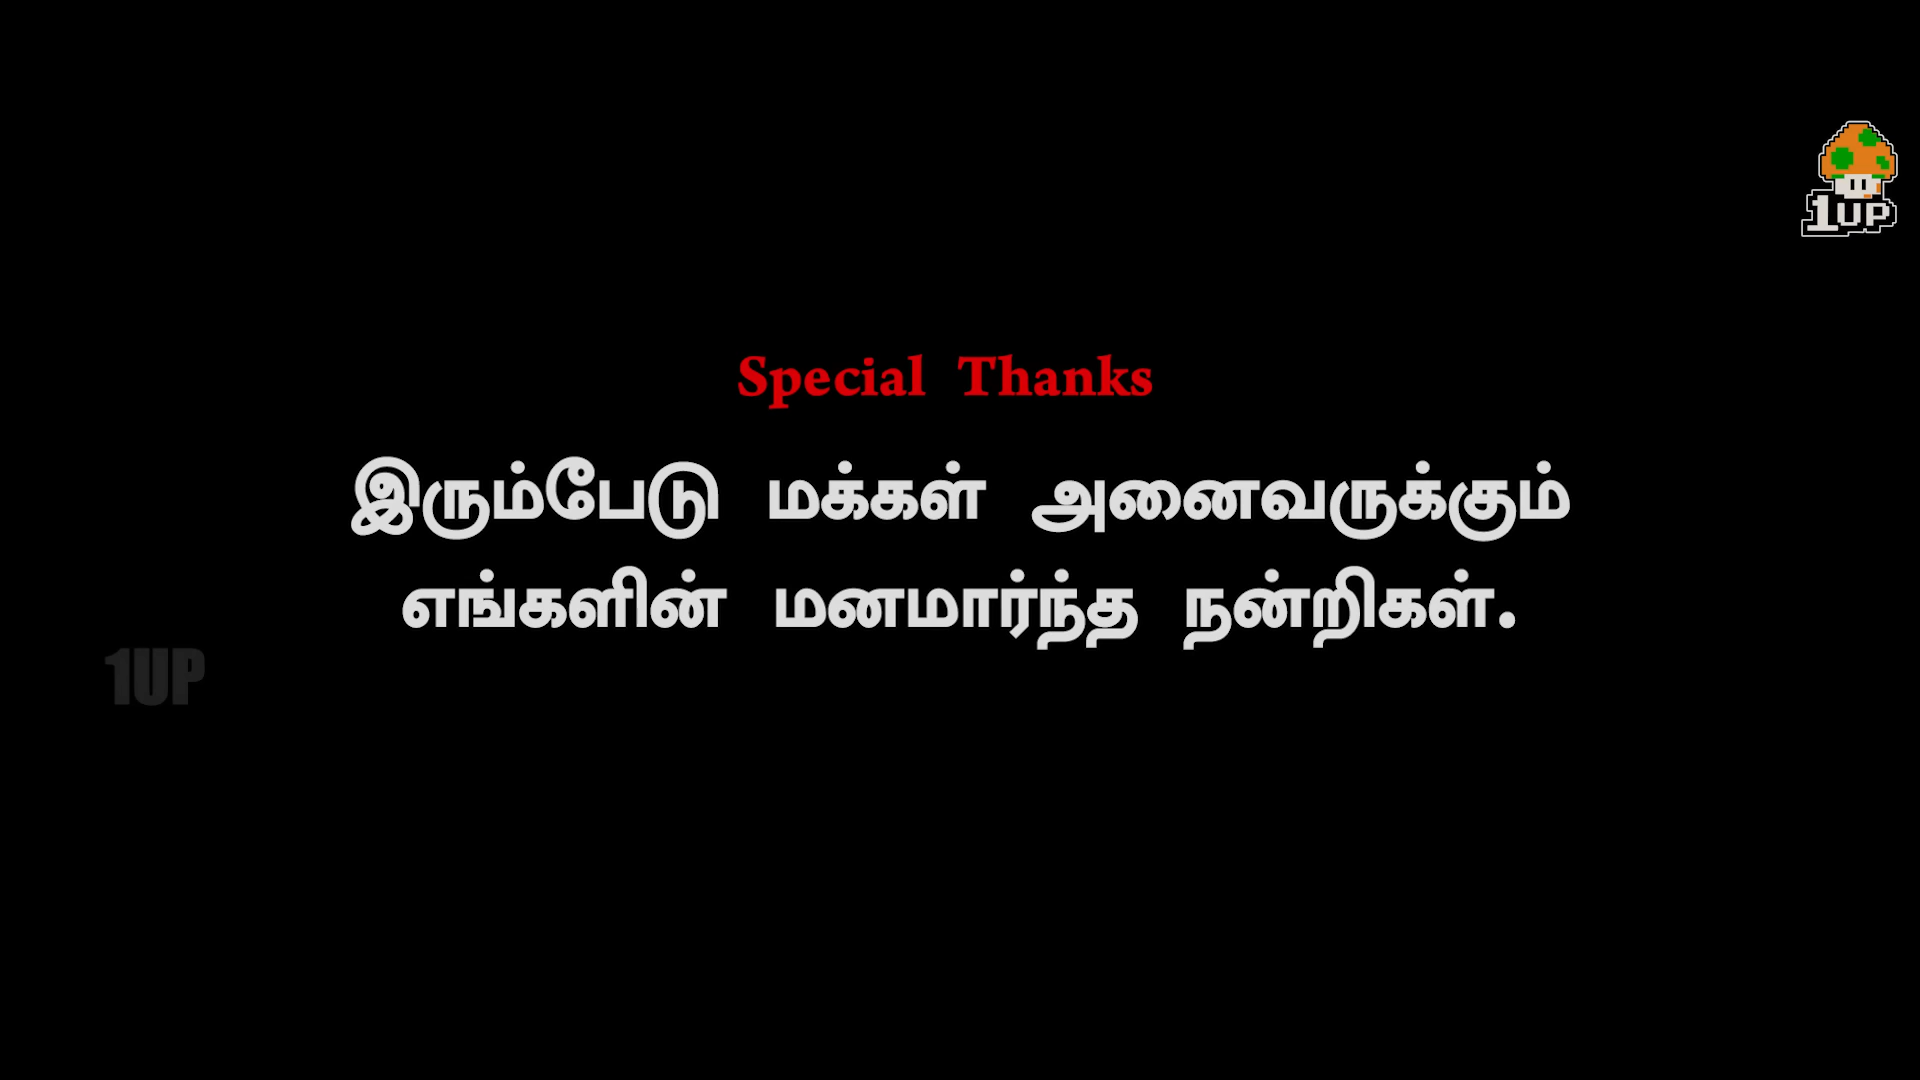 1UP
Special Thanks
இரும்பேடு மக்கள் அனைவருக்கும்
எங்களின் மனமார்ந்த நன்றிகள்.
1UP